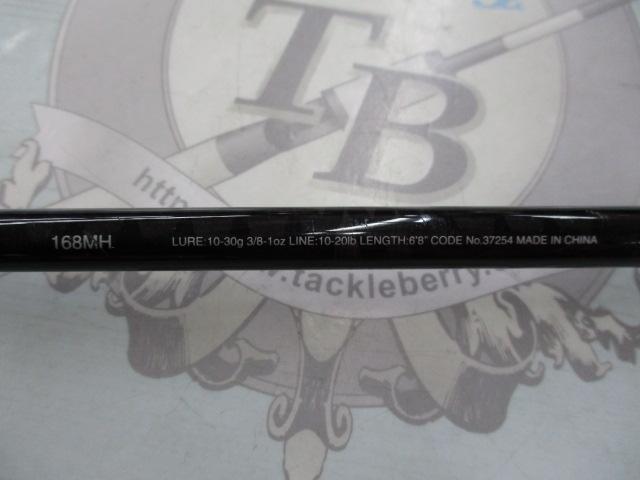 TB
http
168MH LURE:10-30g 3/8-1oz LINE:10-20lb LENGTH:6'8" CODE No.37254 MADE IN CHINA
www.tackleberry.